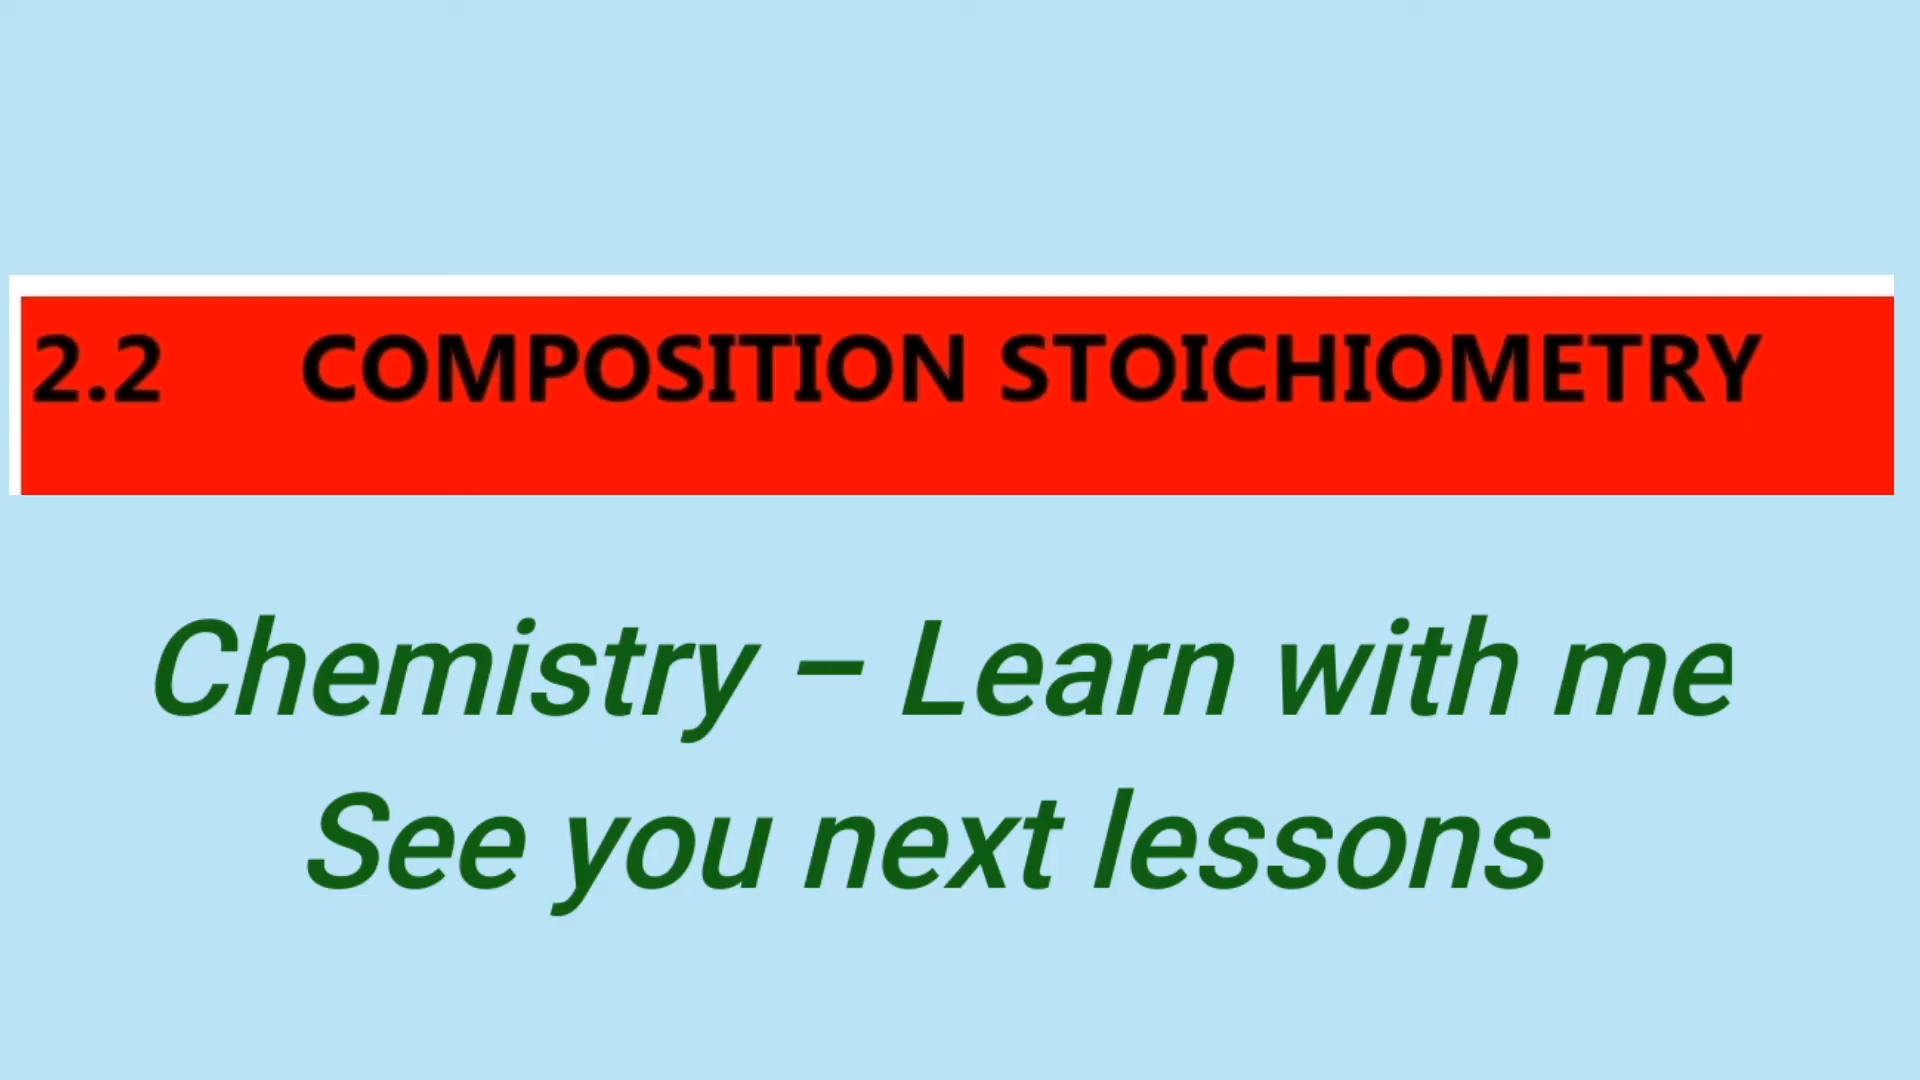 2.2 COMPOSITION STOICHIOMETRY
Chemistry – Learn with me
See you next lessons